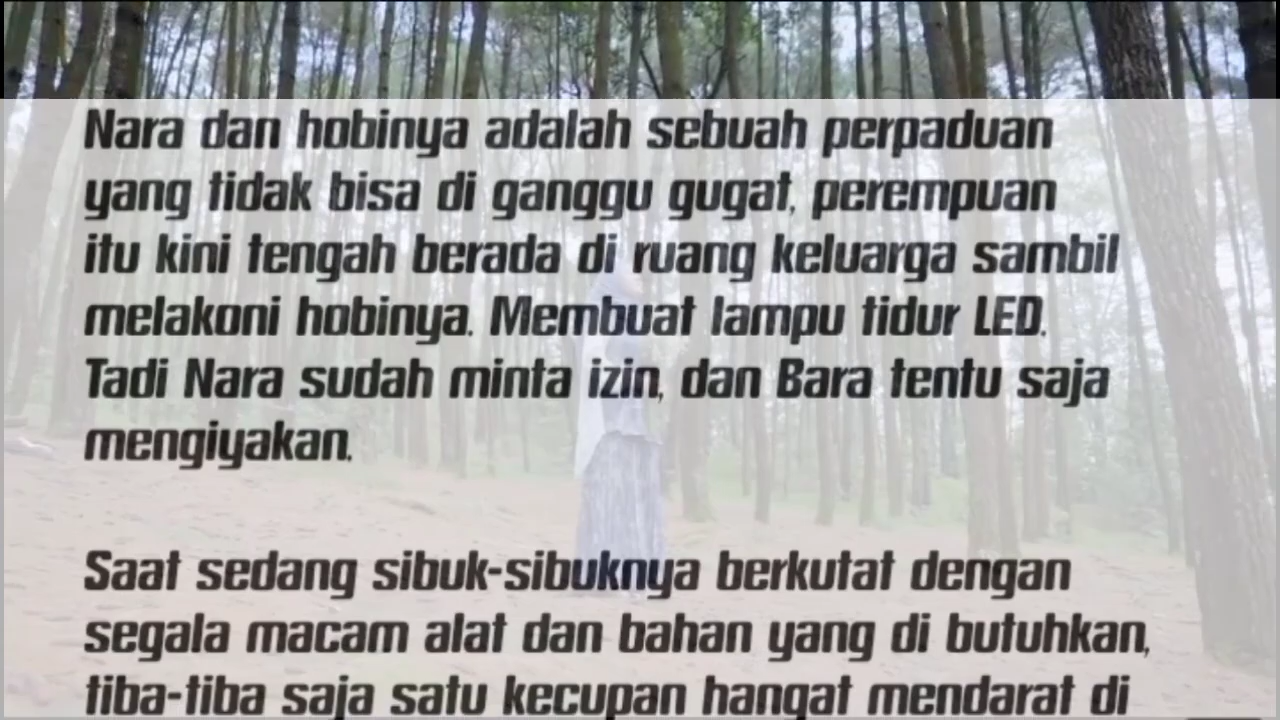 Nara dan hobinya adalah sebuah perpaduan
yang tidak bisa di ganggu gugat, perempuan
itu kini tengah berada di ruang keluarga sambil
melakoni hobinya. Membuat lampu tidur LED.
Tadi Nara sudah minta izin, dan Bara tentu saja
mengiyakan.
Saat sedang sibuk-sibuknya berkutat dengan
segala macam alat dan bahan yang di butuhkan,
tiba-tiba saja satu kecupan hangat mendarat di